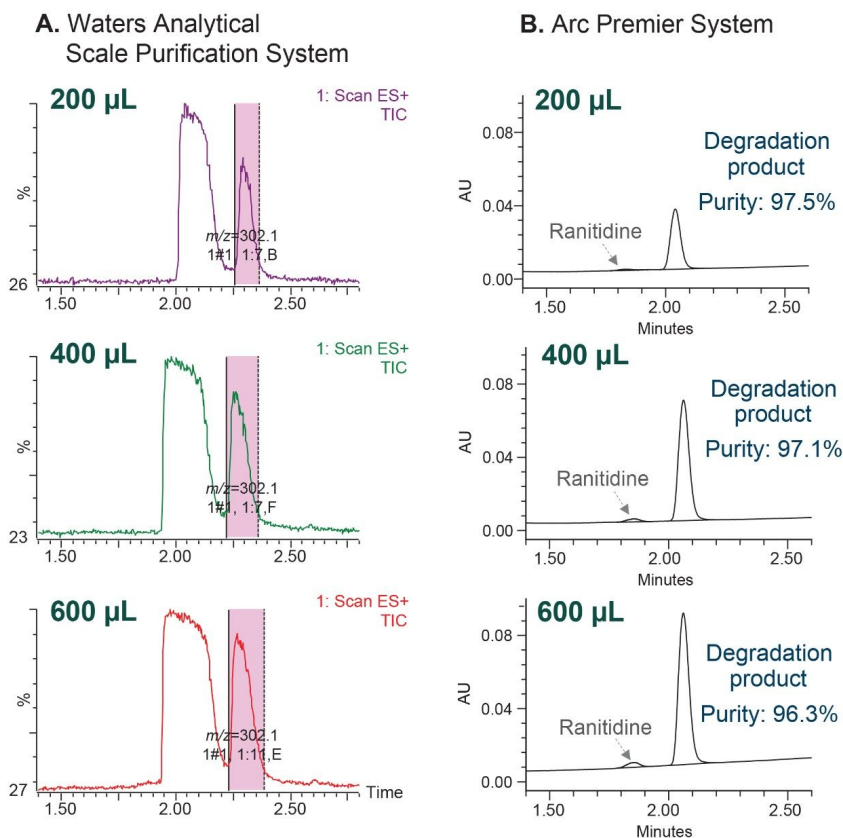 A. Waters Analytical
Scale Purification System
200 µL
1: Scan ES+
TIC
%
m/z=302.1
1#1, 1:7,B
26
1.50 2.00 2.50
400 µL
1: Scan ES+
TIC
%
m/z=302.1
1#1, 1:7,F
23
1.50 2.00 2.50
600 µL
1: Scan ES+
TIC
%
m/z=302.1
1#1, 1:11,E
27
Time
1.50 2.00 2.50
B. Arc Premier System
200 µL
0.08
Degradation
product
AU
0.04
Purity: 97.5%
Ranitidine
0.00
1.50 2.00 2.50
Minutes
400 µL
0.08
Degradation
product
AU
Purity: 97.1%
0.04
Ranitidine
0.00
1.50 2.00 2.50
Minutes
600 µL
0.08
Degradation
product
AU
Purity: 96.3%
0.04
Ranitidine
0.00
1.50 2.00 2.50
Minutes